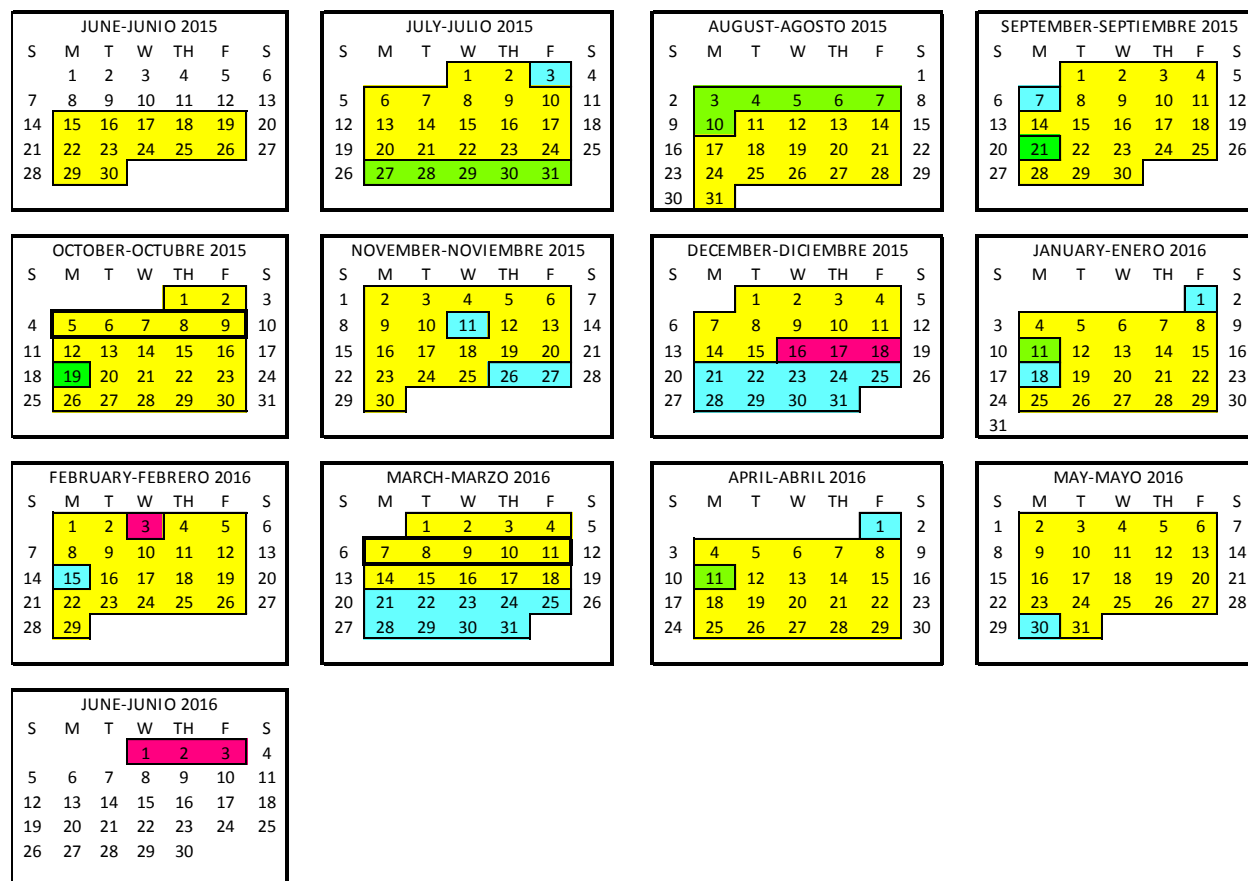 JUNE-JUNIO 2015
S M T W TH F S
1 2 3 4 5 6
7 8 9 10 11 12 13
14 15 16 17 18 19 20
21 22 23 24 25 26 27
28 29 30
JULY-JULIO 2015
S M T W TH F S
1 2 3 4
5 6 7 8 9 10 11
12 13 14 15 16 17 18
19 20 21 22 23 24 25
26 27 28 29 30 31
AUGUST-AGOSTO 2015
S M T W TH F S
1
2 3 4 5 6 7 8
9 10 11 12 13 14 15
16 17 18 19 20 21 22
23 24 25 26 27 28 29
30 31
SEPTEMBER-SEPTIEMBRE 2015
S M T W TH F S
1 2 3 4 5
6 7 8 9 10 11 12
13 14 15 16 17 18 19
20 21 22 23 24 25 26
27 28 29 30
OCTOBER-OCTUBRE 2015
S M T W TH F S
1 2 3
4 5 6 7 8 9 10
11 12 13 14 15 16 17
18 19 20 21 22 23 24
25 26 27 28 29 30 31
NOVEMBER-NOVIEMBRE 2015
S M T W TH F S
1 2 3 4 5 6 7
8 9 10 11 12 13 14
15 16 17 18 19 20 21
22 23 24 25 26 27 28
29 30
DECEMBER-DICIEMBRE 2015
S M T W TH F S
1 2 3 4 5
6 7 8 9 10 11 12
13 14 15 16 17 18 19
20 21 22 23 24 25 26
27 28 29 30 31
JANUARY-ENERO 2016
S M T W TH F S
1 2
3 4 5 6 7 8 9
10 11 12 13 14 15 16
17 18 19 20 21 22 23
24 25 26 27 28 29 30
31
FEBRUARY-FEBRERO 2016
S M T W TH F S
1 2 3 4 5 6
7 8 9 10 11 12 13
14 15 16 17 18 19 20
21 22 23 24 25 26 27
28 29
MARCH-MARZO 2016
S M T W TH F S
1 2 3 4 5
6 7 8 9 10 11 12
13 14 15 16 17 18 19
20 21 22 23 24 25 26
27 28 29 30 31
APRIL-ABRIL 2016
S M T W TH F S
1 2
3 4 5 6 7 8 9
10 11 12 13 14 15 16
17 18 19 20 21 22 23
24 25 26 27 28 29 30
MAY-MAYO 2016
S M T W TH F S
1 2 3 4 5 6 7
8 9 10 11 12 13 14
15 16 17 18 19 20 21
22 23 24 25 26 27 28
29 30 31
JUNE-JUNIO 2016
S M T W TH F S
1 2 3 4
5 6 7 8 9 10 11
12 13 14 15 16 17 18
19 20 21 22 23 24 25
26 27 28 29 30